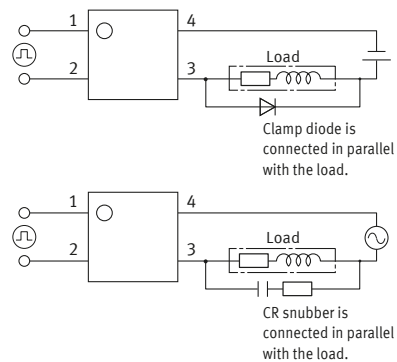 1
4
2
3
Load
Clamp diode is
connected in parallel
with the load.
1
4
2
3
Load
CR snubber is
connected in parallel
with the load.